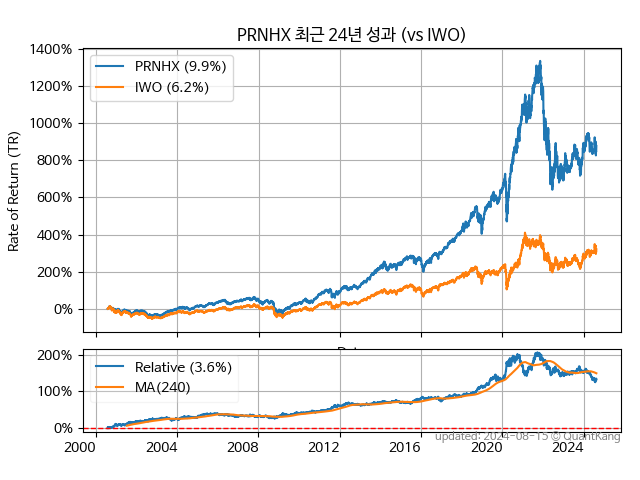 PRNHX 최근 24년 성과 (vs IWO)
1400%
1200%
1000%
800%
600%
400%
200%
0%
Rate of Return (TR)
PRNHX (9.9%)
IWO (6.2%)
200%
100%
0%
Relative (3.6%)
MA(240)
2000 2004 2008 2012 2016 2020 2024
updated: 2024-08-15 © QuantKang